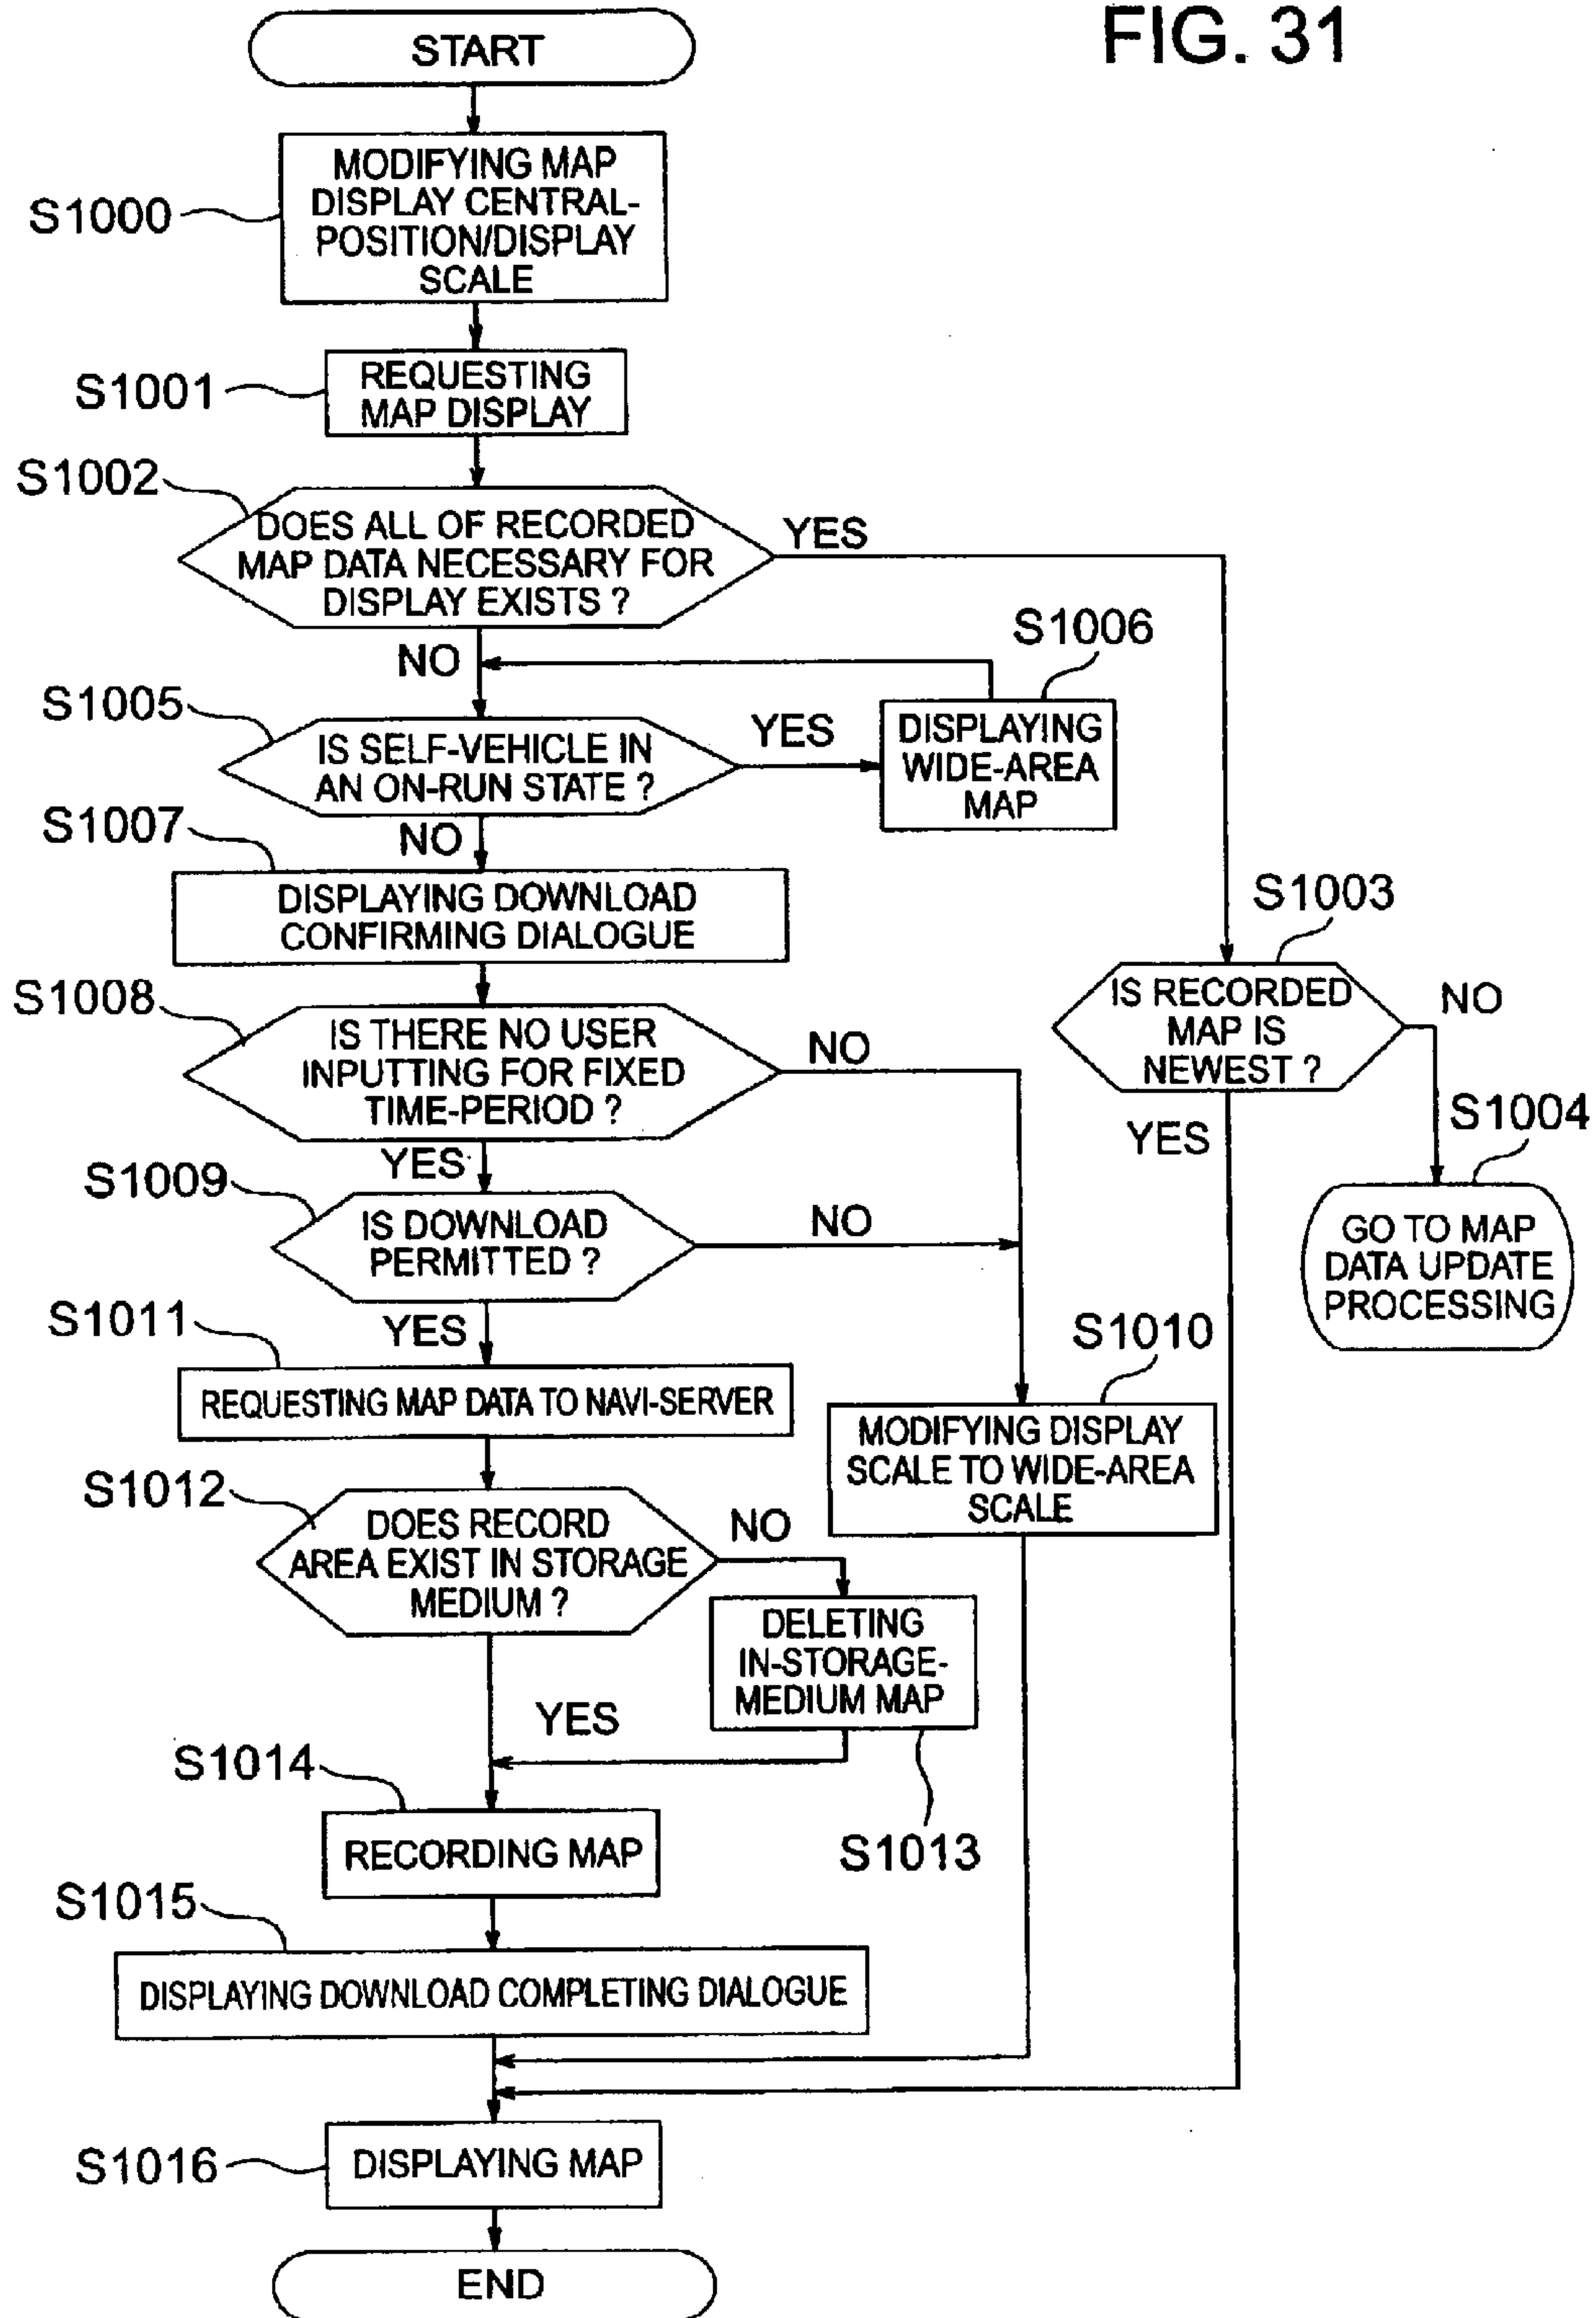 FIG. 31
START
S1000
MODIFYING MAP
DISPLAY CENTRAL-
POSITION/DISPLAY
SCALE
S1001
REQUESTING
MAP DISPLAY
S1002
DOES ALL OF RECORDED
MAP DATA NECESSARY FOR
DISPLAY EXISTS ?
YES
NO
S1006
DISPLAYING
WIDE-AREA
MAP
S1005
IS SELF-VEHICLE IN
AN ON-RUN STATE ?
YES
NO
S1007
DISPLAYING DOWNLOAD
CONFIRMING DIALOGUE
S1003
IS RECORDED
MAP IS
NEWEST ?
NO
YES
S1004
GO TO MAP
DATA UPDATE
PROCESSING
S1008
IS THERE NO USER
INPUTTING FOR FIXED
TIME-PERIOD ?
NO
YES
S1009
IS DOWNLOAD
PERMITTED ?
NO
YES
S1010
MODIFYING DISPLAY
SCALE TO WIDE-AREA
SCALE
S1011
REQUESTING MAP DATA TO NAVI-SERVER
S1012
DOES RECORD
AREA EXIST IN STORAGE
MEDIUM ?
NO
DELETING
IN-STORAGE-
MEDIUM MAP
S1013
YES
S1014
RECORDING MAP
S1015
DISPLAYING DOWNLOAD COMPLETING DIALOGUE
S1016
DISPLAYING MAP
END